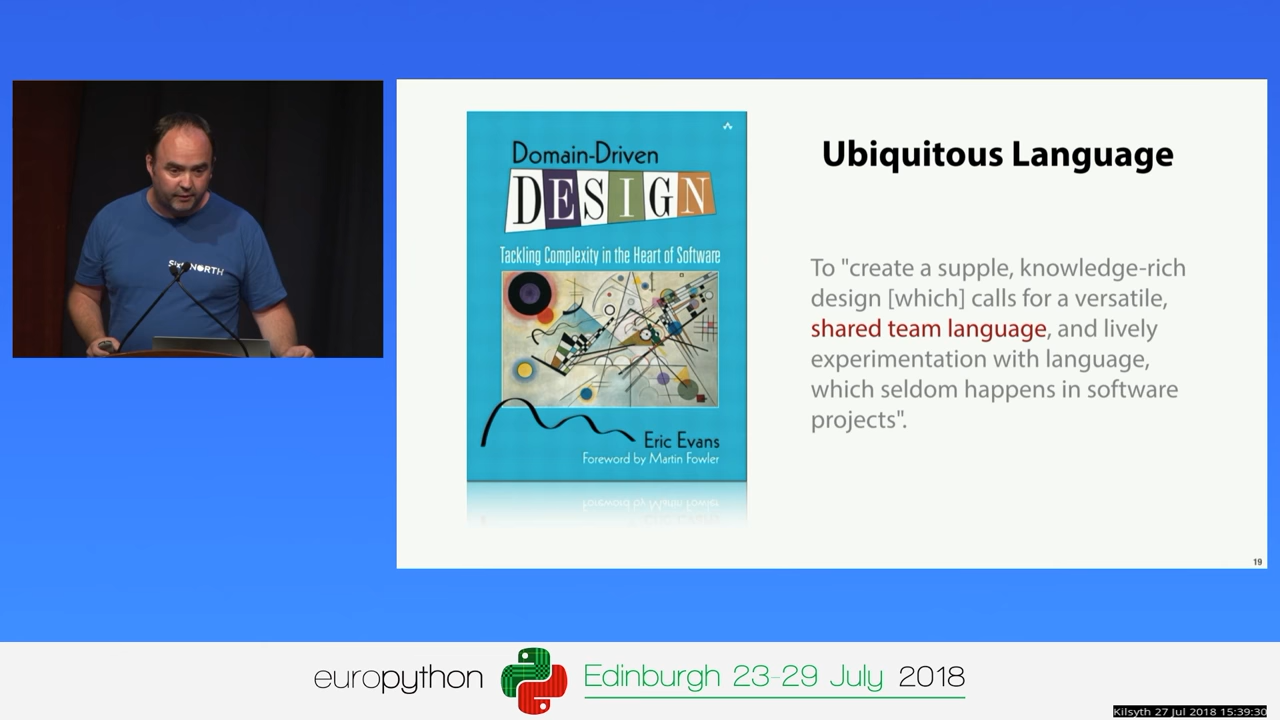 SixtyNORTH
Domain-Driven
DESIGN
Tackling Complexity in the Heart of Software
Eric Evans
Foreword by Martin Fowler
Ubiquitous Language
To "create a supple, knowledge-rich
design [which] calls for a versatile,
shared team language, and lively
experimentation with language,
which seldom happens in software
projects".
19
europython
Edinburgh 23-29 July 2018
Kilsyth 27 Jul 2018 15:39:30